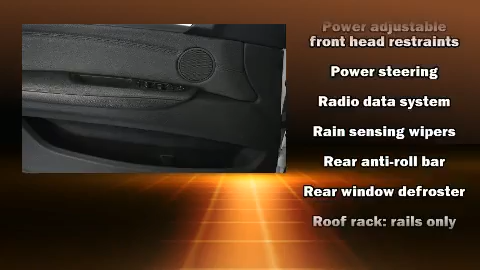 Power adjustable
front head restraints
Power steering
Radio data system
Rain sensing wipers
Rear anti-roll bar
Rear window defroster
Roof rack: rails only